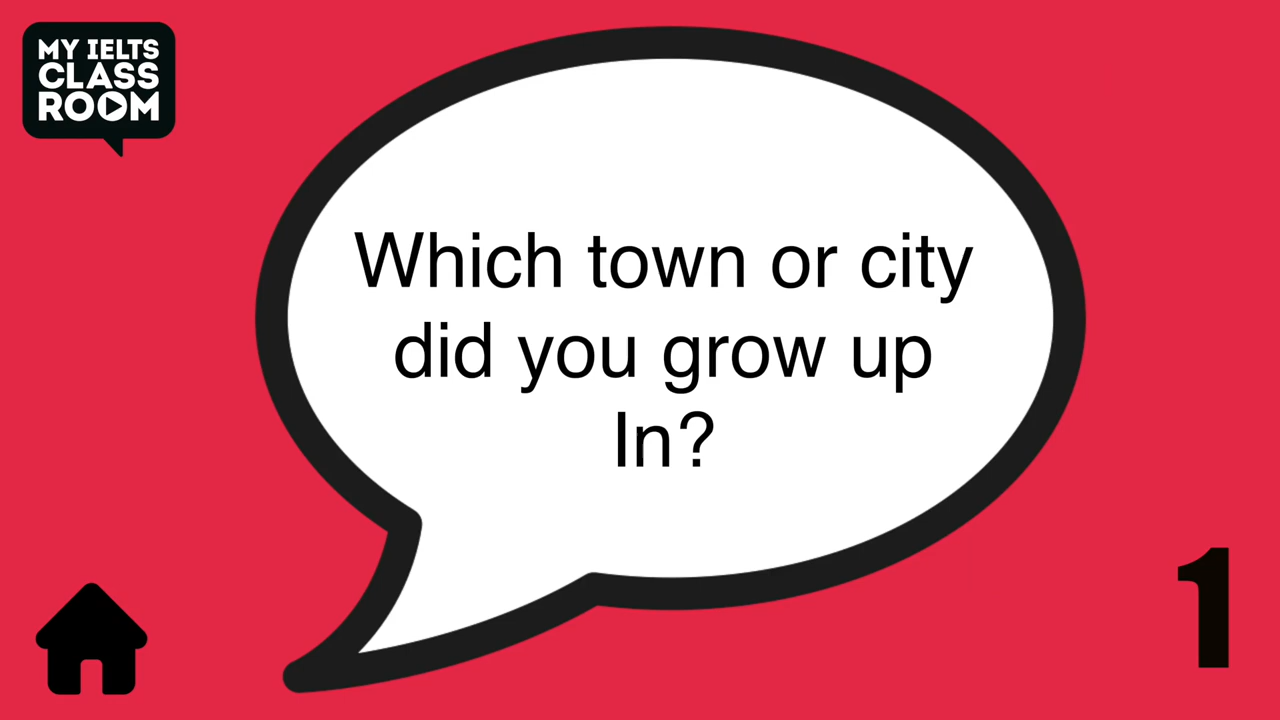 MY IELTS
CLASS
ROOM
Which town or city
did you grow up
In?
1